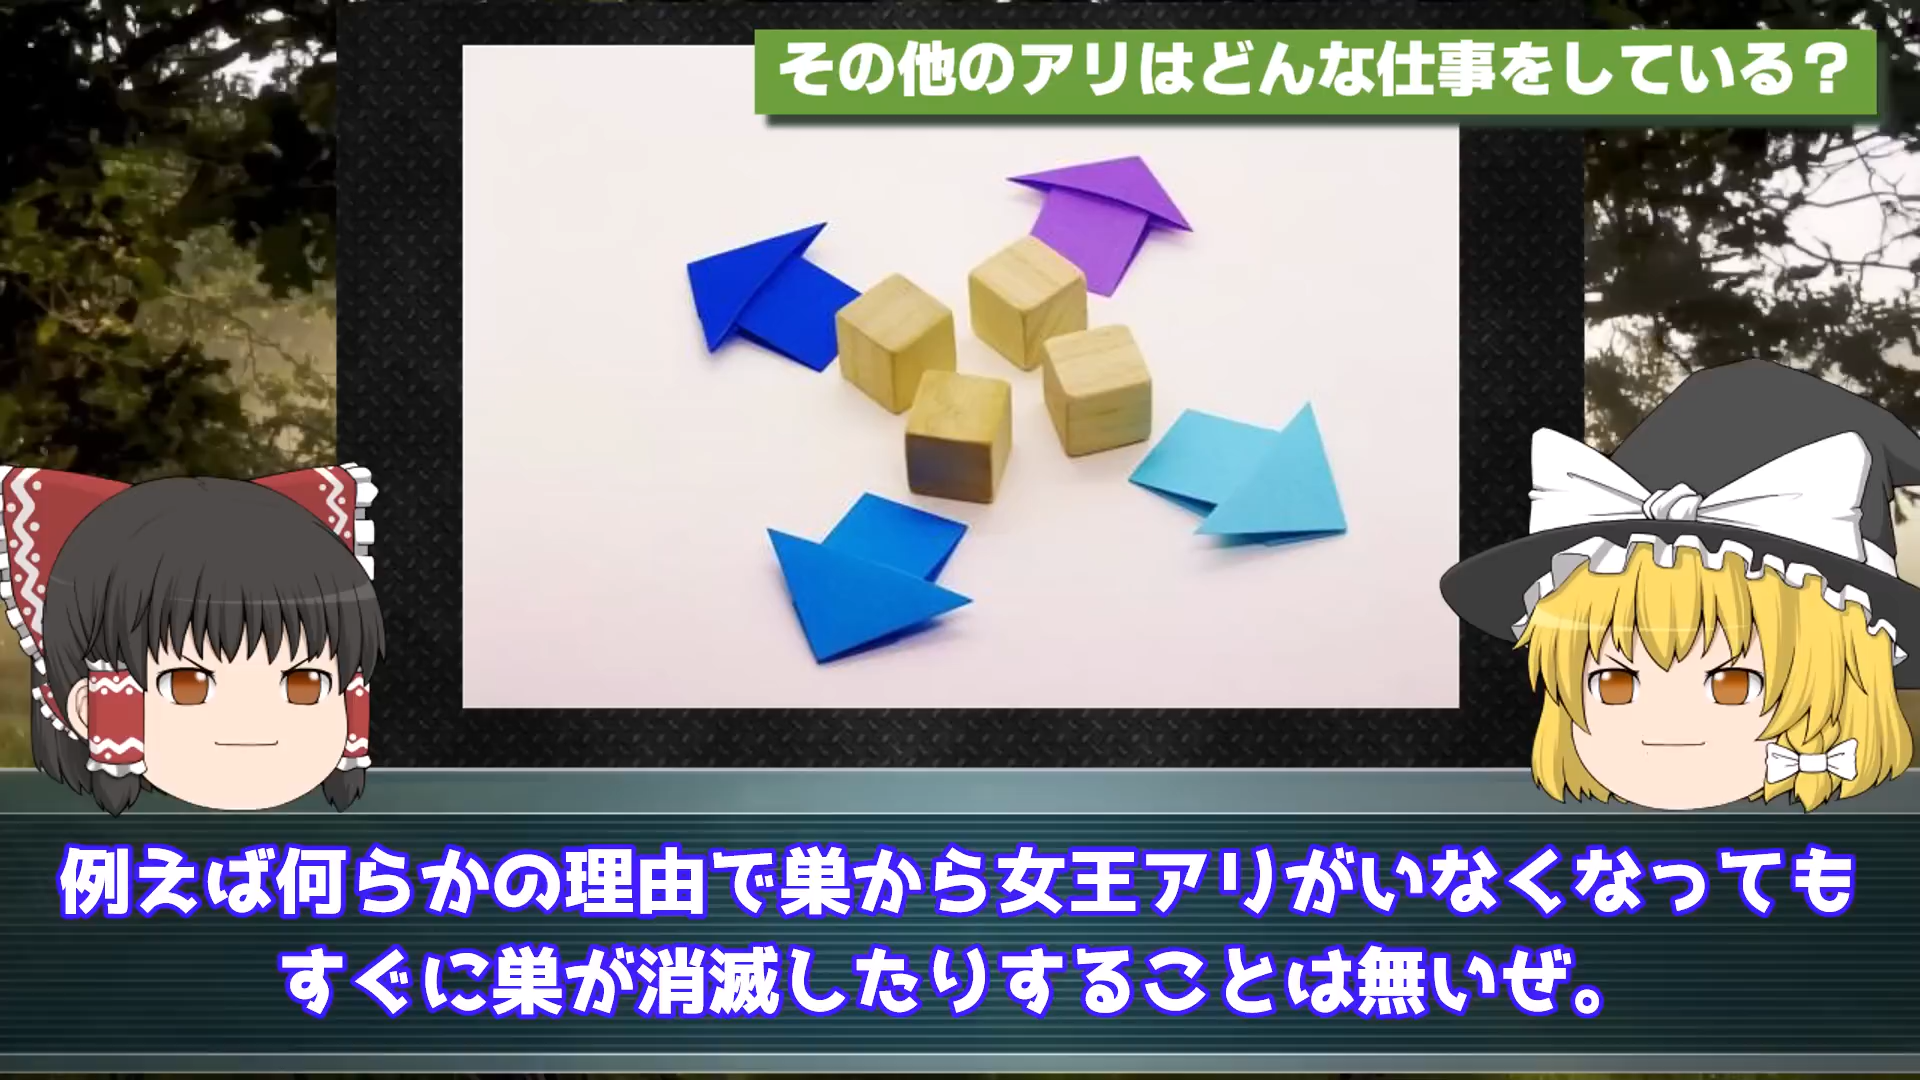 その他のアリはどんな仕事をしている？
例えば何らかの理由で巣から女王アリがいなくなっても
すぐに巣が消滅したりすることは無いぜ。